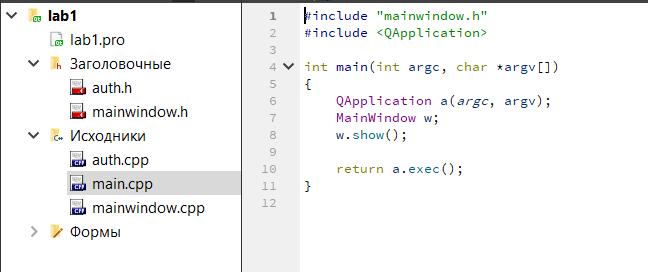 lab1
lab1.pro
Заголовочные
auth.h
mainwindow.h
Исходники
auth.cpp
main.cpp
mainwindow.cpp
Формы
1 #include "mainwindow.h"
2 #include <QApplication>
3
4 int main(int argc, char *argv[])
5 {
6 QApplication a(argc, argv);
7 MainWindow w;
8 w.show();
9
10 return a.exec();
11 }
12